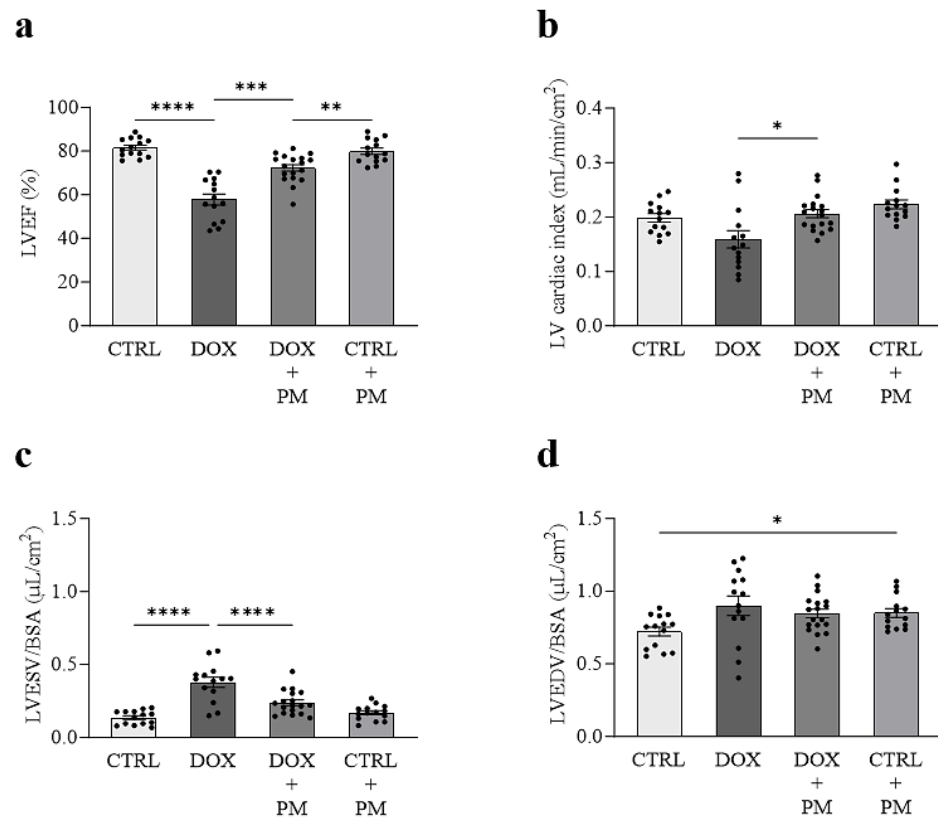 a
****
***
**
LVEF (%)
100
80
60
40
20
0
CTRL
DOX
DOX
+
PM
CTRL
+
PM
b
*
LV cardiac index (mL/min/cm²)
0.4
0.3
0.2
0.1
0.0
CTRL
DOX
DOX
+
PM
CTRL
+
PM
c
****
****
LVESV/BSA (µL/cm²)
1.5
1.0
0.5
0.0
CTRL
DOX
DOX
+
PM
CTRL
+
PM
d
*
LVEDV/BSA (µL/cm²)
1.5
1.0
0.5
0.0
CTRL
DOX
DOX
+
PM
CTRL
+
PM